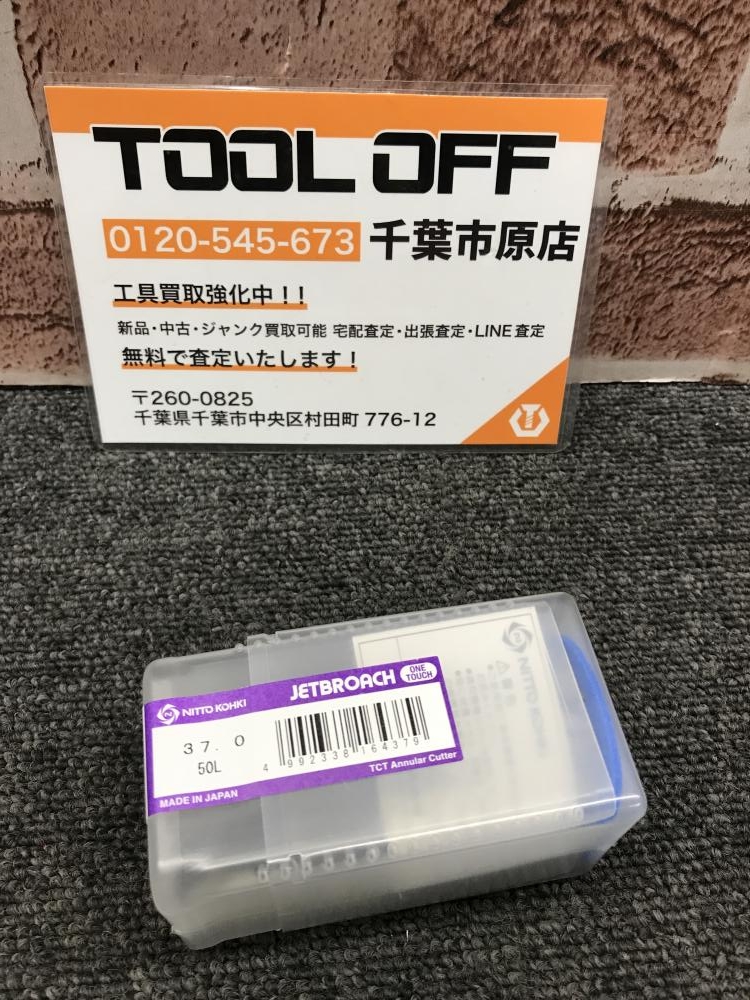 TOOL OFF
0120-545-673 千葉市原店
工具買取強化中！！
新品・中古・ジャンク買取可能 宅配査定・出張査定・LINE査定
無料で査定いたします！
〒260-0825
千葉県千葉市中央区村田町 776-12
NITTO KOHKI JETBROACH ONE TOUCH
37.0
50L
4 992338 164379
MADE IN JAPAN TCT Annular Cutter
NITTO KOHKI